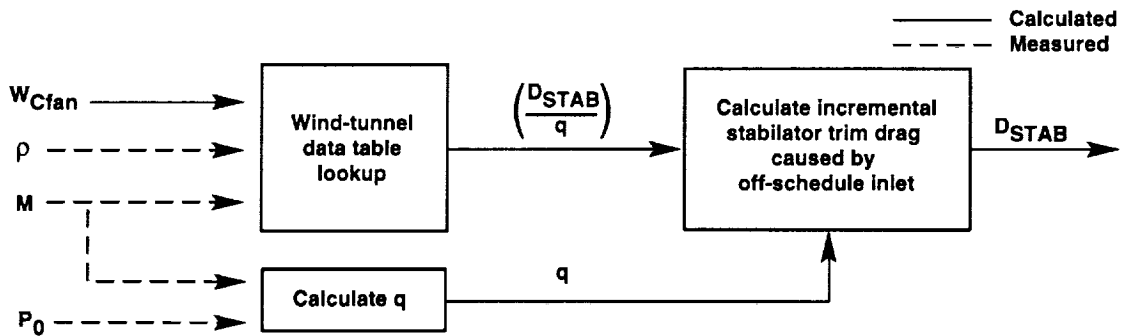 Calculated
Measured
W_Cfan
ρ
M
P_0
Wind-tunnel
data table
lookup
Calculate q
(D_STAB / q)
q
Calculate incremental
stabilator trim drag
caused by
off-schedule inlet
D_STAB